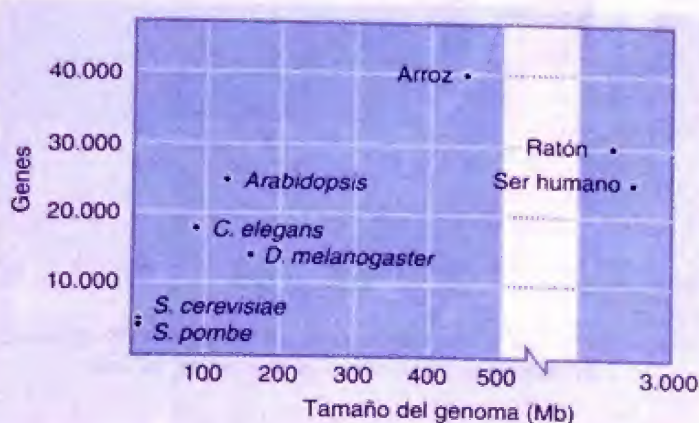 40.000
Arroz
30.000
Ratón
Genes
Arabidopsis
Ser humano
20.000
C. elegans
D. melanogaster
10.000
S. cerevisiae
S. pombe
100 200 300 400 500 3.000
Tamaño del genoma (Mb)